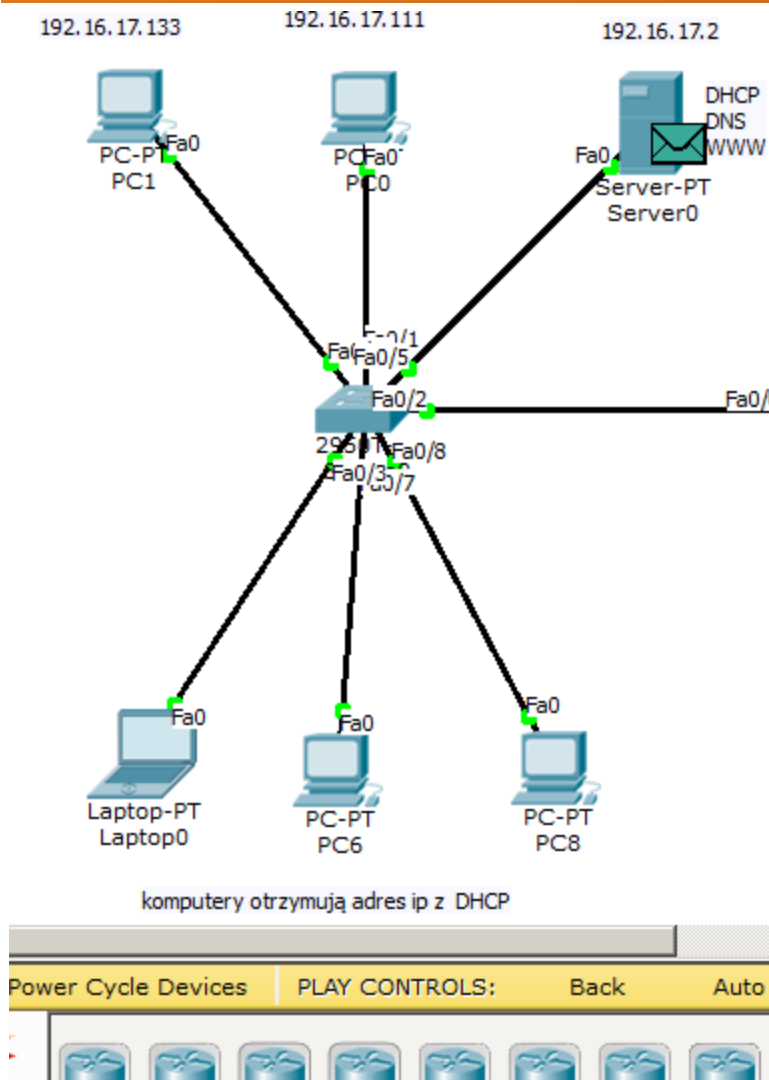 192.16.17.133
192.16.17.111
192.16.17.2
DHCP
DNS
WWW
Fa0
PC-PT
PC1
Fa0
PC0
Fa0
Server-PT
Server0
Fa0/5
Fa0/2
Fa0/8
Fa0/3
Fa0
Laptop-PT
Laptop0
Fa0
PC-PT
PC6
Fa0
PC-PT
PC8
komputery otrzymują adres ip z DHCP
Power Cycle Devices
PLAY CONTROLS:
Back
Auto